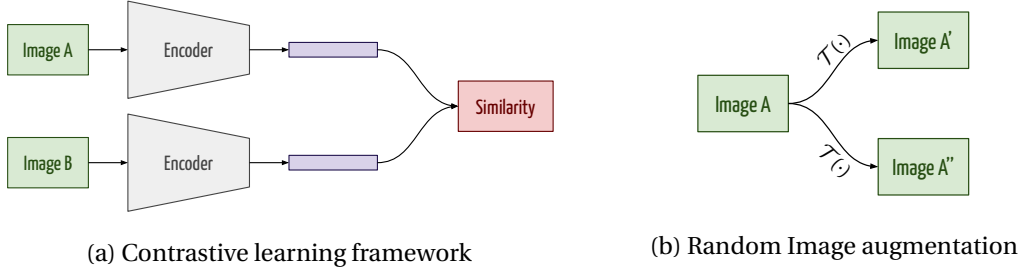 Image A
Encoder
Similarity
Image B
Encoder
(a) Contrastive learning framework
Image A
𝒯(·)
Image A'
𝒯(·)
Image A''
(b) Random Image augmentation